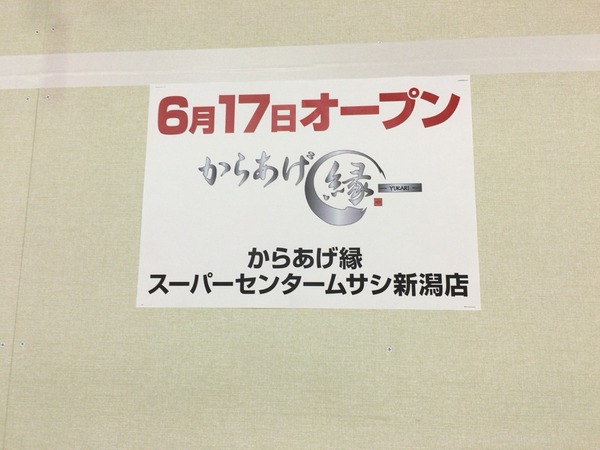 6月17日オープン
からあげ縁
YUKARI
からあげ縁
スーパーセンタームサシ新潟店